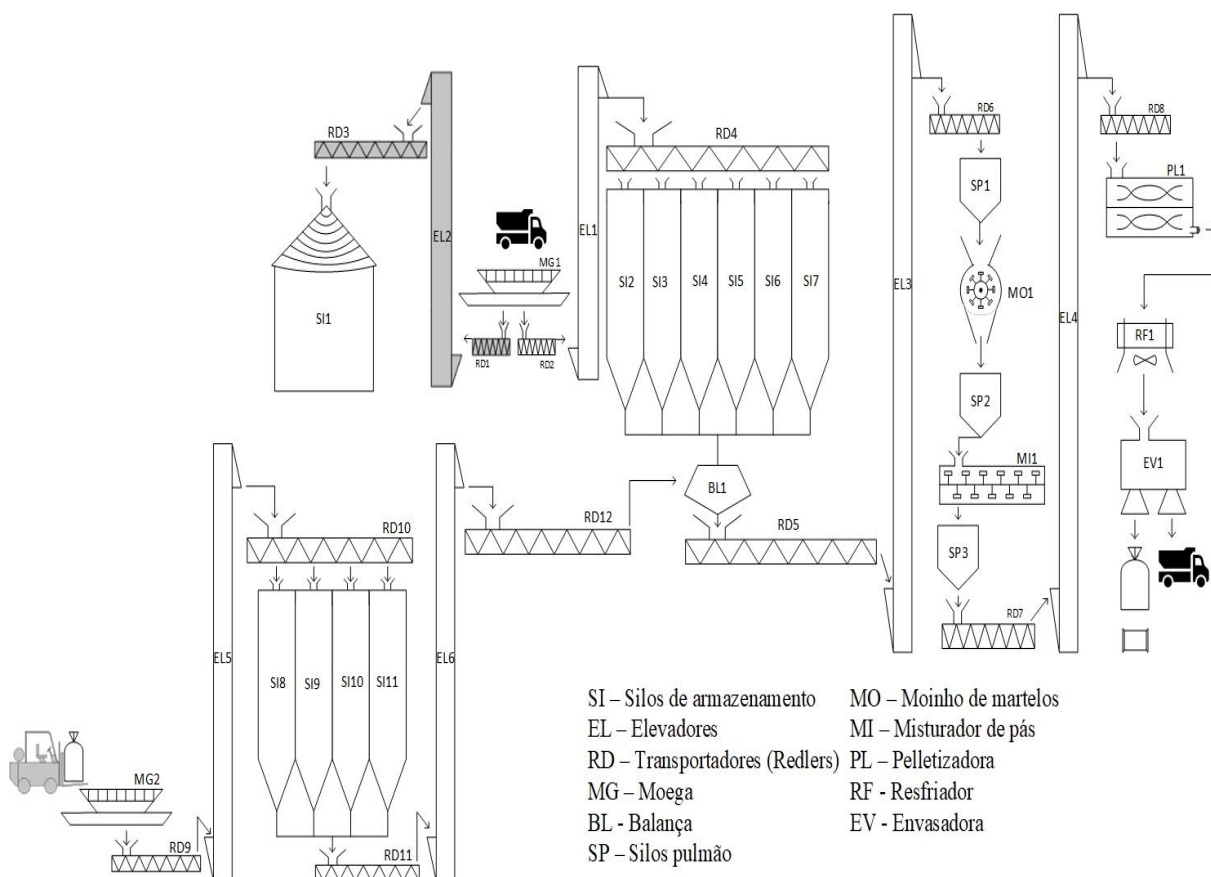 RD3
SI1
EL2
MG1
RD1
RD2
EL1
RD4
SI2
SI3
SI4
SI5
SI6
SI7
BL1
RD5
EL3
RD6
SP1
MO1
SP2
MI1
SP3
RD7
EL4
RD8
PL1
RF1
EV1
EL5
RD10
SI8
SI9
SI10
SI11
EL6
RD12
MG2
RD9
RD11
SI – Silos de armazenamento
EL – Elevadores
RD – Transportadores (Redlers)
MG – Moega
BL - Balança
SP – Silos pulmão
MO – Moinho de martelos
MI – Misturador de pás
PL – Pelletizadora
RF - Resfriador
EV - Envasadora